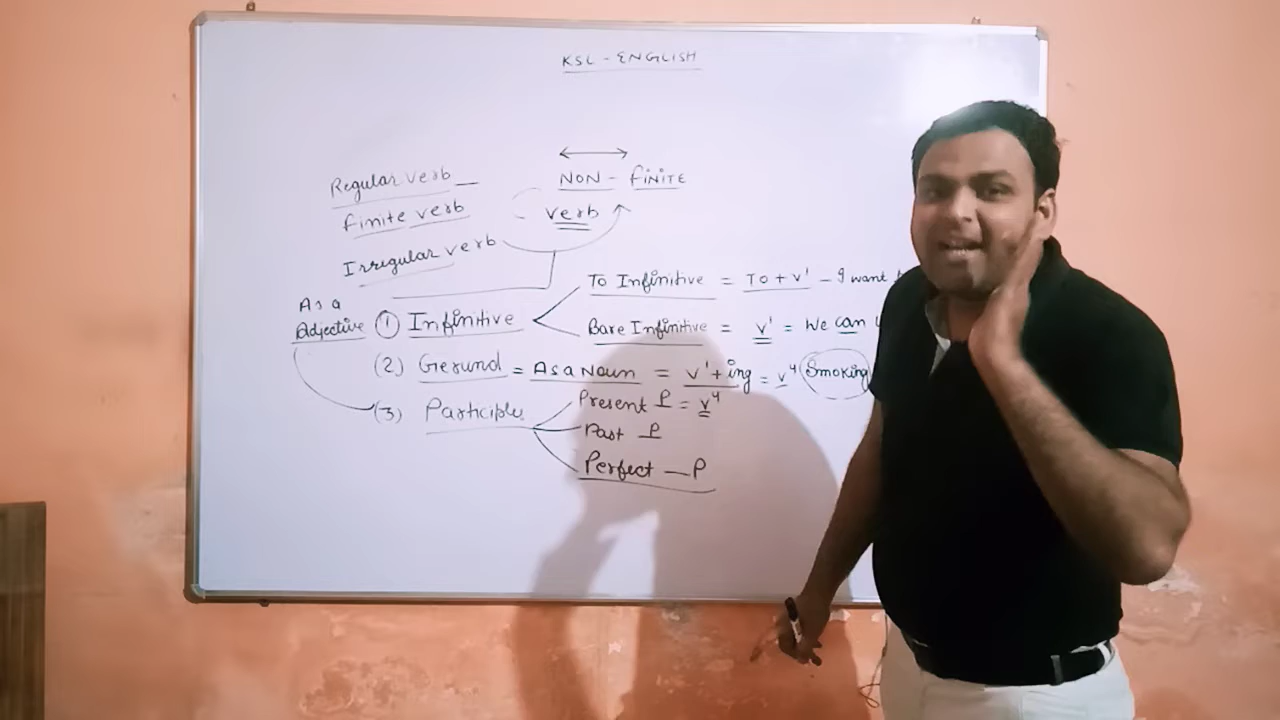 KSL - ENGLISH
Regular verb
finite verb
Irregular verb
NON - finite
verb
As a
Adjective
① Infinitive
To Infinitive = To + v' - I want
Bare Infinitive = v' = We can
(2) Gerund = As a Noun = v'+ing = v⁴ Smoking
(3) Participle
Present P = v⁴
Past P
Perfect — P